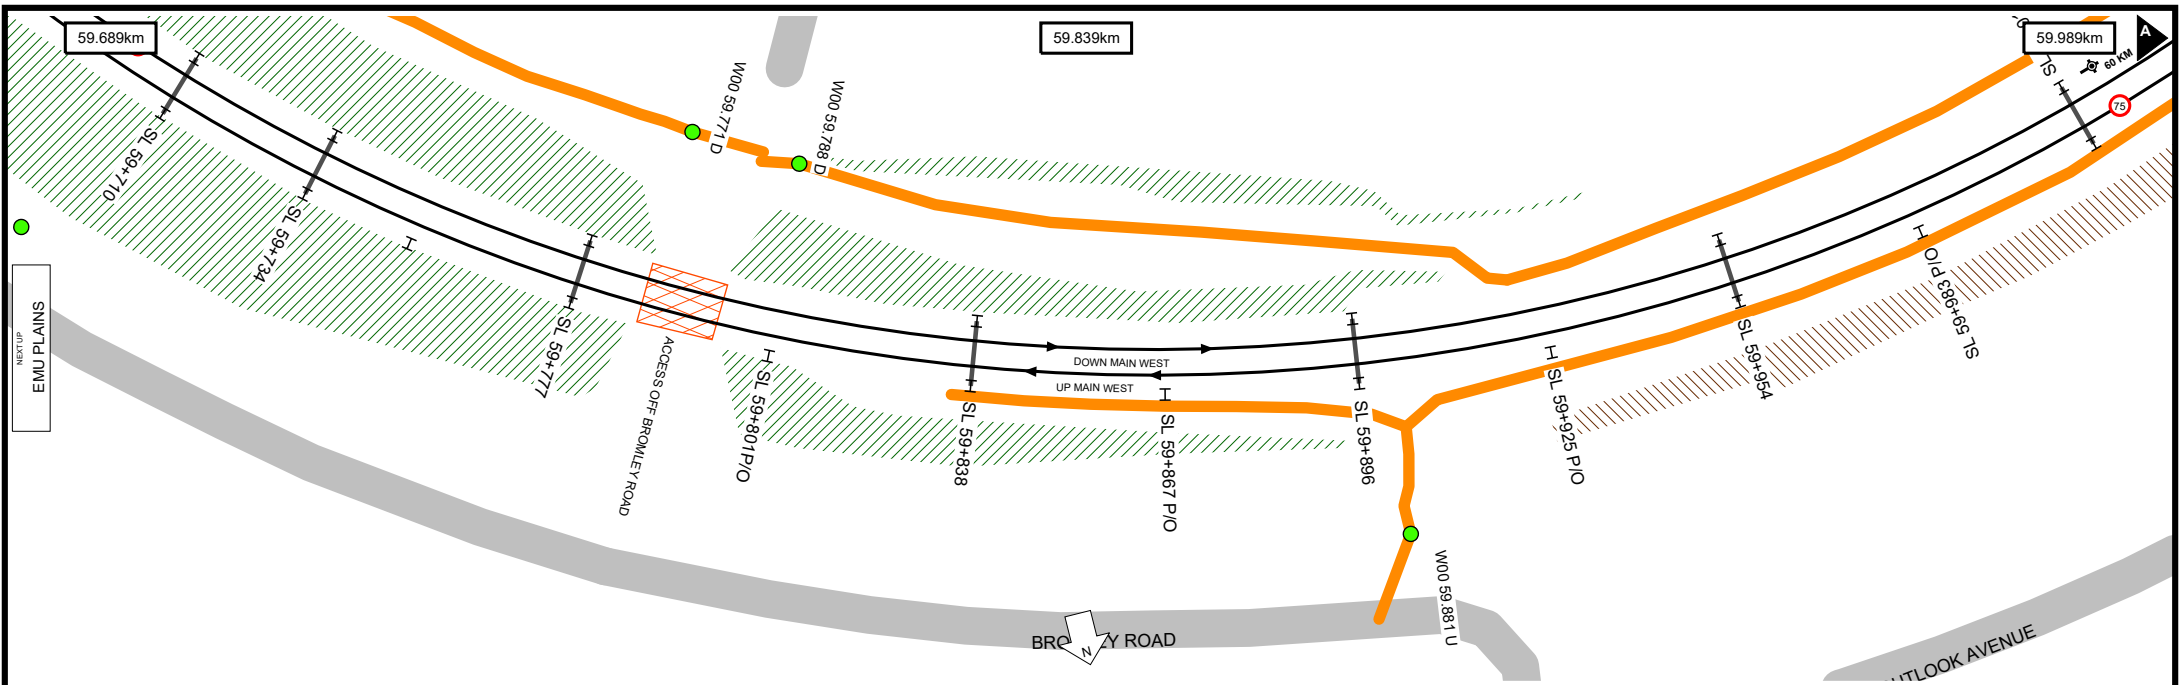 59.689km
59.839km
59.989km
A
60 KM
75
SL
W00 59.771 D
W00 59.788 D
SL 59+710
SL 59+734
SL 59+777
ACCESS OFF BROMLEY ROAD
SL 59+801P/O
SL 59+838
DOWN MAIN WEST
UP MAIN WEST
SL 59+867 P/O
SL 59+896
SL 59+925 P/O
SL 59+954
SL 59+983 P/O
NEXT UP
EMU PLAINS
W00 59.881 U
BRO Y ROAD
N
UTLOOK AVENUE